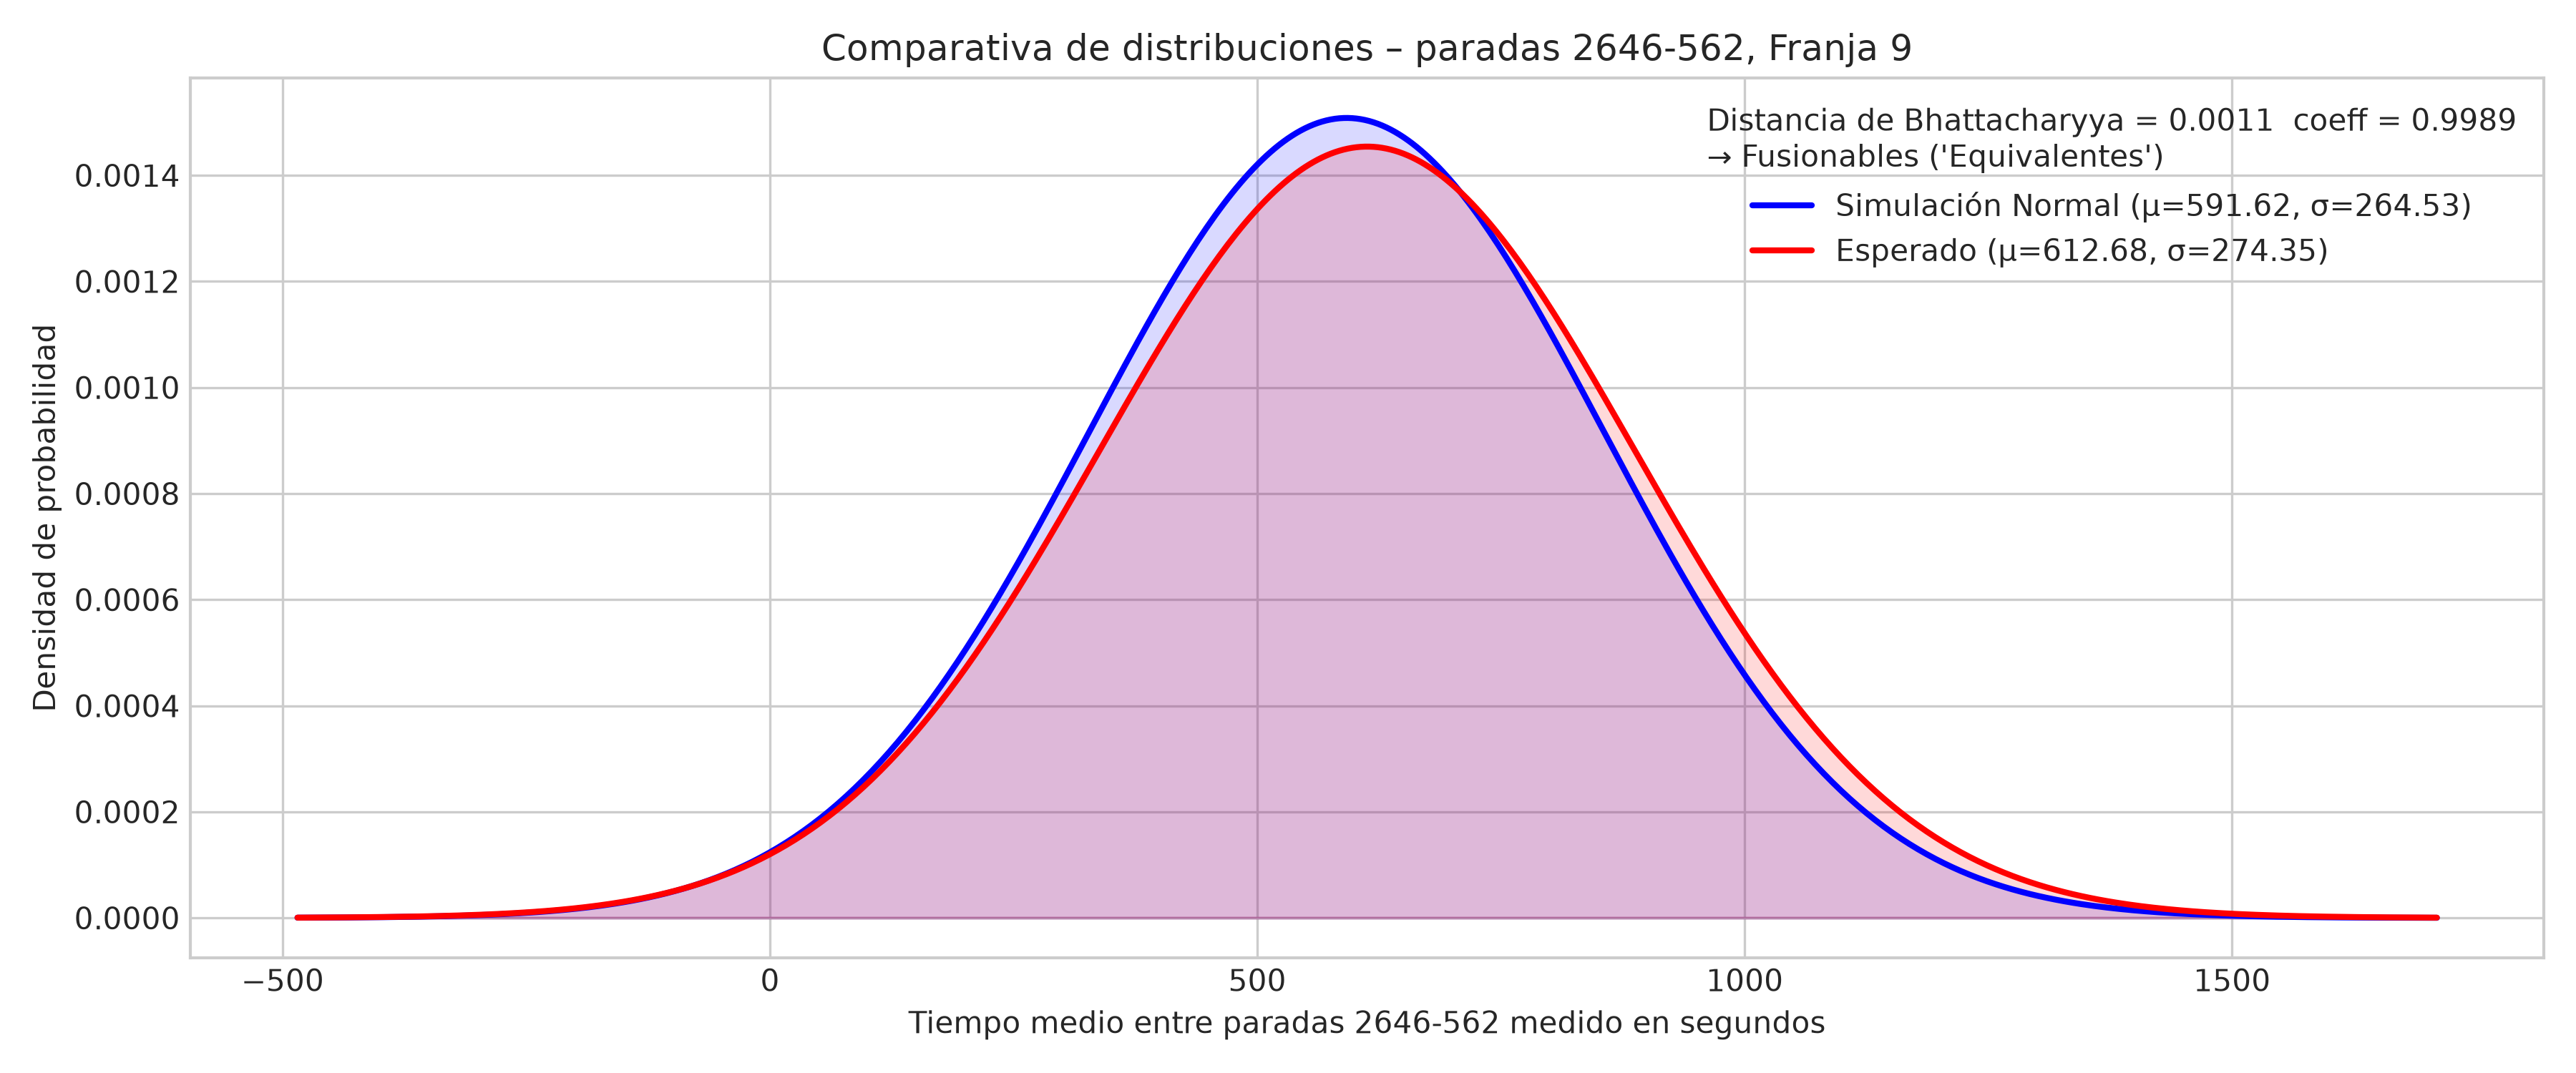 Comparativa de distribuciones – paradas 2646-562, Franja 9
Distancia de Bhattacharyya = 0.0011  coeff = 0.9989
→ Fusionables ('Equivalentes')
Simulación Normal (μ=591.62, σ=264.53)
Esperado (μ=612.68, σ=274.35)
Densidad de probabilidad
0.0014
0.0012
0.0010
0.0008
0.0006
0.0004
0.0002
0.0000
−500 0 500 1000 1500
Tiempo medio entre paradas 2646-562 medido en segundos